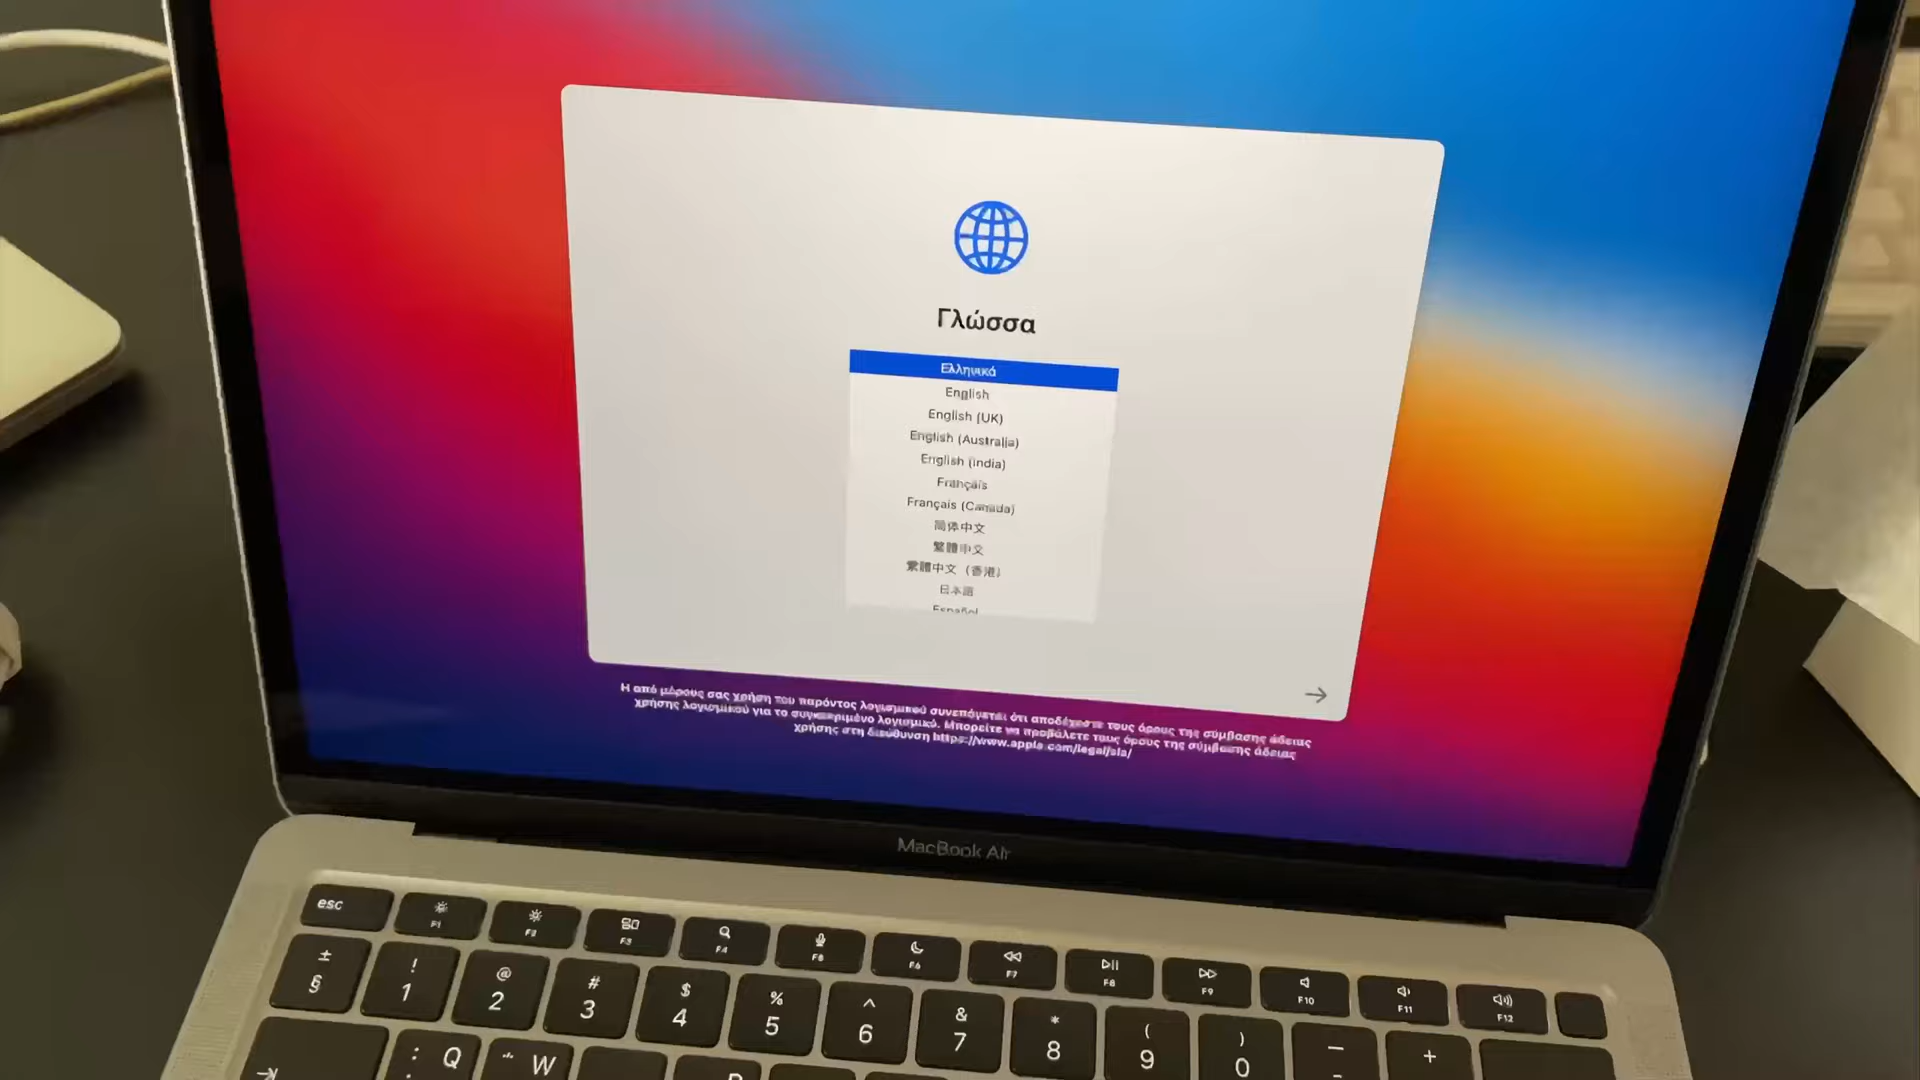 Γλώσσα
Ελληνικά
English
English (UK)
English (Australia)
English (India)
Français
Français (Canada)
简体中文
繁體中文
繁體中文（香港）
日本語
Español
Η από μέρους σας χρήση του παρόντος λογισμικού συνεπάγεται ότι αποδέχεστε τους όρους της σύμβασης άδειας
χρήσης λογισμικού για το συγκεκριμένο λογισμικό. Μπορείτε να προβάλετε τους όρους της σύμβασης άδειας
χρήσης στη διεύθυνση https://www.apple.com/legal/sla/
MacBook Air
esc F1 F2 F3 F4 F5 F6 F7 F8 F9 F10 F11 F12
± ! @ # $ % ^ & * ( ) – +
§ 1 2 3 4 5 6 7 8 9 0 -
: Q W